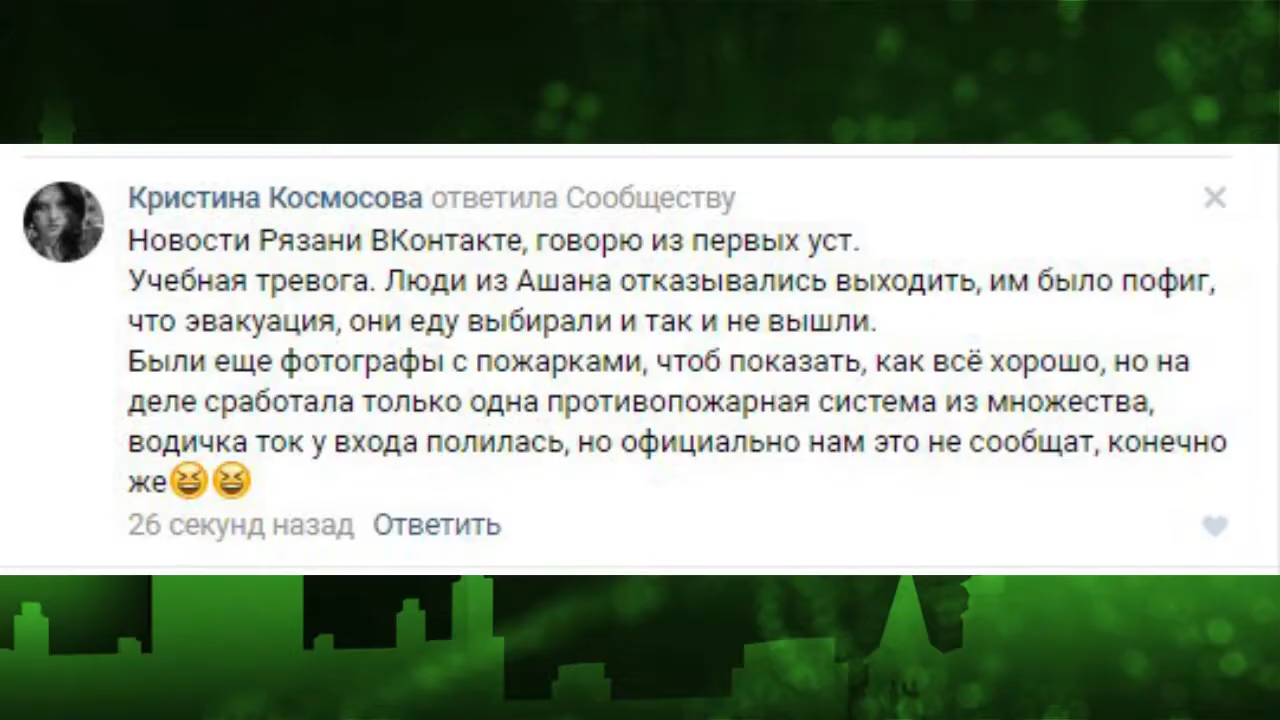 Кристина Космосова ответила Сообществу
Новости Рязани ВКонтакте, говорю из первых уст.
Учебная тревога. Люди из Ашана отказывались выходить, им было пофиг,
что эвакуация, они еду выбирали и так и не вышли.
Были еще фотографы с пожарками, чтоб показать, как всё хорошо, но на
деле сработала только одна противопожарная система из множества,
водичка ток у входа полилась, но официально нам это не сообщат, конечно
же😆😆
26 секунд назад Ответить